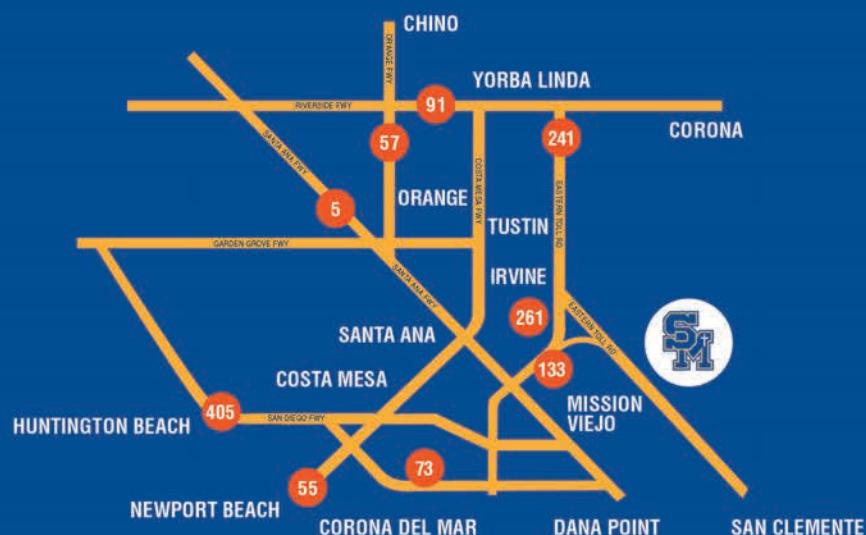 CHINO
ORANGE FWY
YORBA LINDA
RIVERSIDE FWY
91
CORONA
57
241
SANTA ANA FWY
COSTA MESA FWY
EASTERN TOLL RD
ORANGE
5
TUSTIN
GARDEN GROVE FWY
SANTA ANA FWY
IRVINE
261
EASTERN TOLL RD
SM
SANTA ANA
133
COSTA MESA
MISSION
VIEJO
405
SAN DIEGO FWY
HUNTINGTON BEACH
73
55
NEWPORT BEACH
CORONA DEL MAR
DANA POINT
SAN CLEMENTE